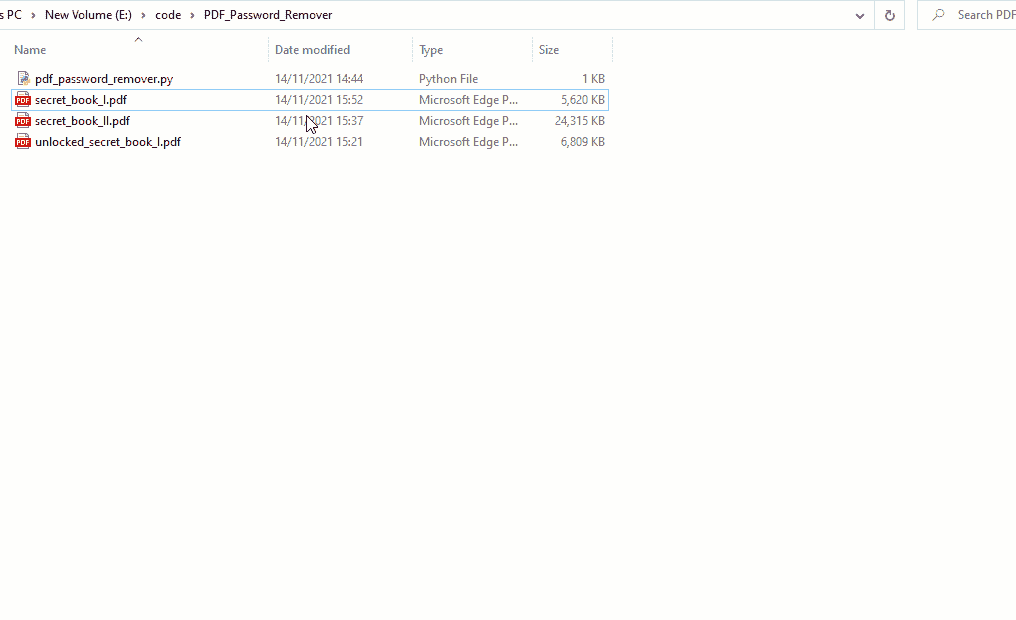 s PC > New Volume (E:) > code > PDF_Password_Remover Search PDF
Name Date modified Type Size
pdf_password_remover.py 14/11/2021 14:44 Python File 1 KB
PDF secret_book_I.pdf 14/11/2021 15:52 Microsoft Edge P... 5,620 KB
PDF secret_book_II.pdf 14/11/2021 15:37 Microsoft Edge P... 24,315 KB
PDF unlocked_secret_book_I.pdf 14/11/2021 15:21 Microsoft Edge P... 6,809 KB